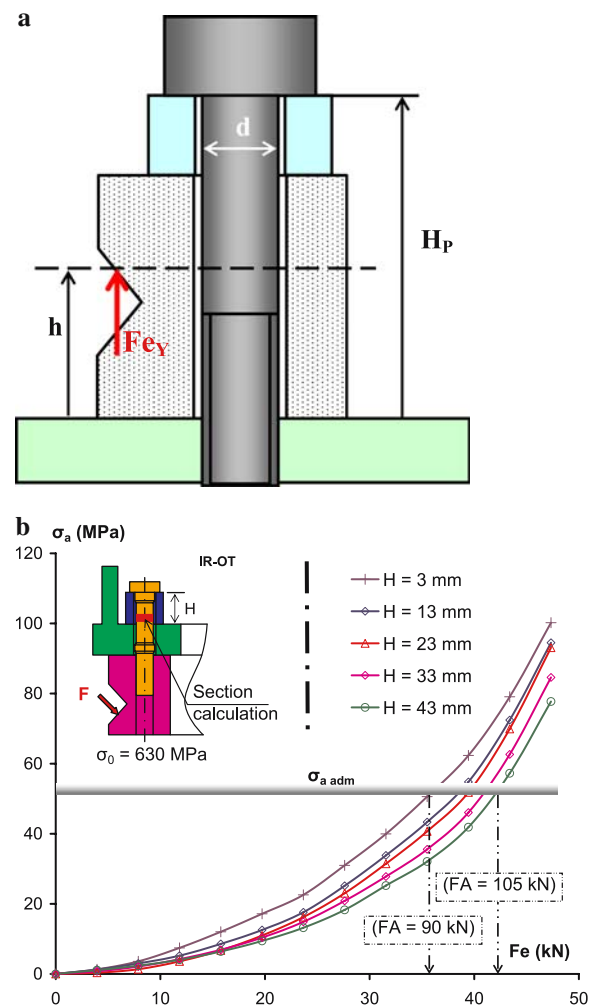 a
d
H_P
h
Fe_Y
b
σ_a (MPa)
120
100
80
60
40
20
0
IR-OT
H
F
Section
calculation
σ_0 = 630 MPa
H = 3 mm
H = 13 mm
H = 23 mm
H = 33 mm
H = 43 mm
σ_a adm
(FA = 105 kN)
(FA = 90 kN)
Fe (kN)
0 10 20 30 40 50